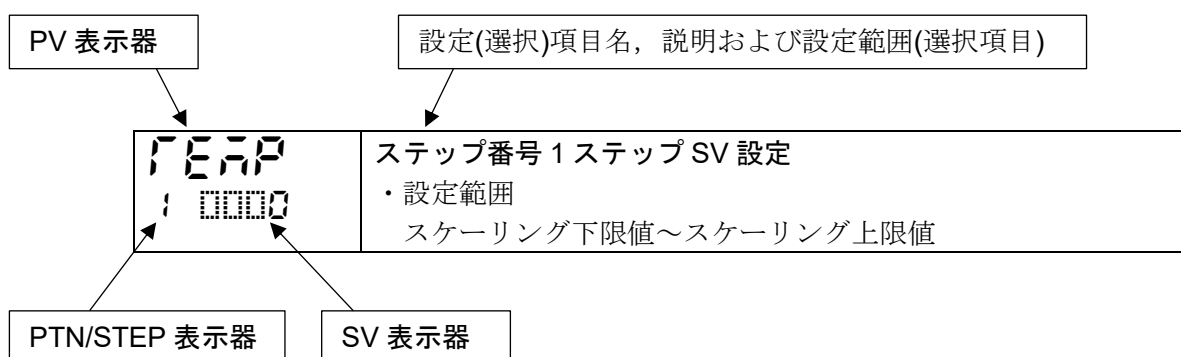 PV 表示器
設定(選択)項目名，説明および設定範囲(選択項目)
TEMP
ステップ番号 1 ステップ SV 設定
1 0000
・設定範囲
スケーリング下限値～スケーリング上限値
PTN/STEP 表示器
SV 表示器